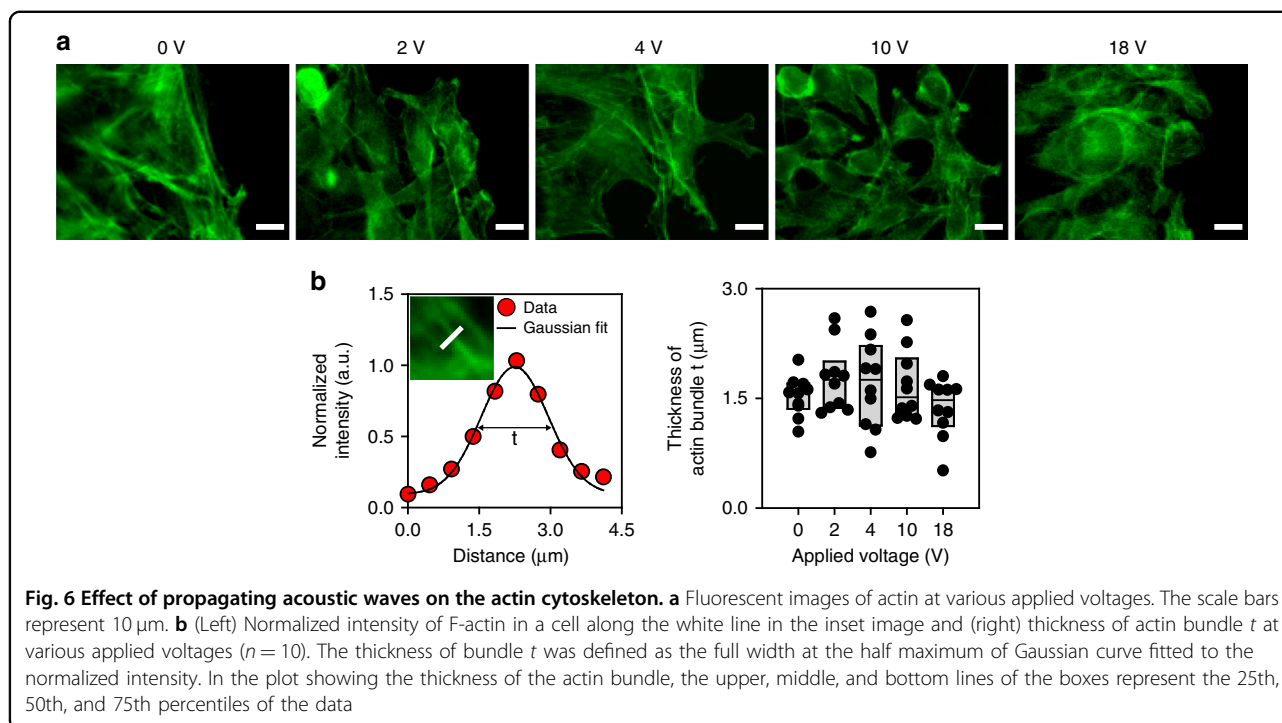 a
0 V 2 V 4 V 10 V 18 V
b
1.5
1.0
0.5
0.0
Normalized
intensity (a.u.)
Data
Gaussian fit
t
0.0 1.5 3.0 4.5
Distance (μm)
3.0
1.5
0.0
Thickness of
actin bundle t (μm)
0 2 4 10 18
Applied voltage (V)
Fig. 6 Effect of propagating acoustic waves on the actin cytoskeleton. a Fluorescent images of actin at various applied voltages. The scale bars
represent 10 μm. b (Left) Normalized intensity of F-actin in a cell along the white line in the inset image and (right) thickness of actin bundle t at
various applied voltages (n = 10). The thickness of bundle t was defined as the full width at the half maximum of Gaussian curve fitted to the
normalized intensity. In the plot showing the thickness of the actin bundle, the upper, middle, and bottom lines of the boxes represent the 25th,
50th, and 75th percentiles of the data